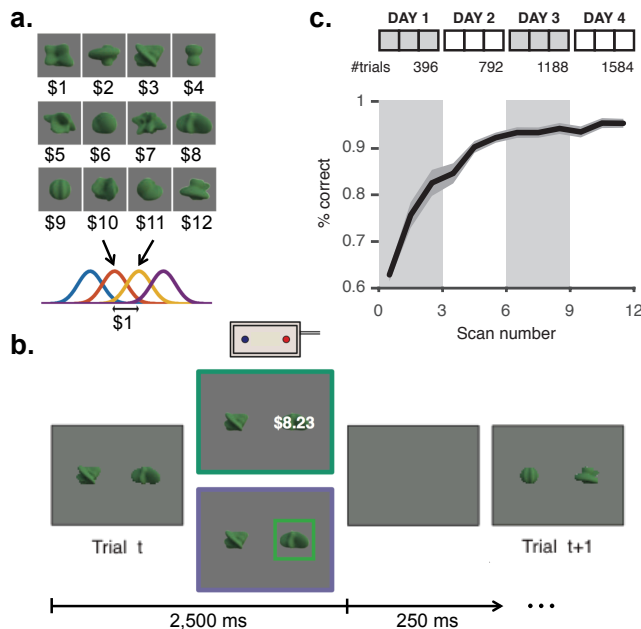 a.
$1 $2 $3 $4
$5 $6 $7 $8
$9 $10 $11 $12
$1
c.
DAY 1 DAY 2 DAY 3 DAY 4
#trials 396 792 1188 1584
% correct
1
0.9
0.8
0.7
0.6
0 3 6 9 12
Scan number
b.
$8.23
Trial t
Trial t+1
2,500 ms 250 ms